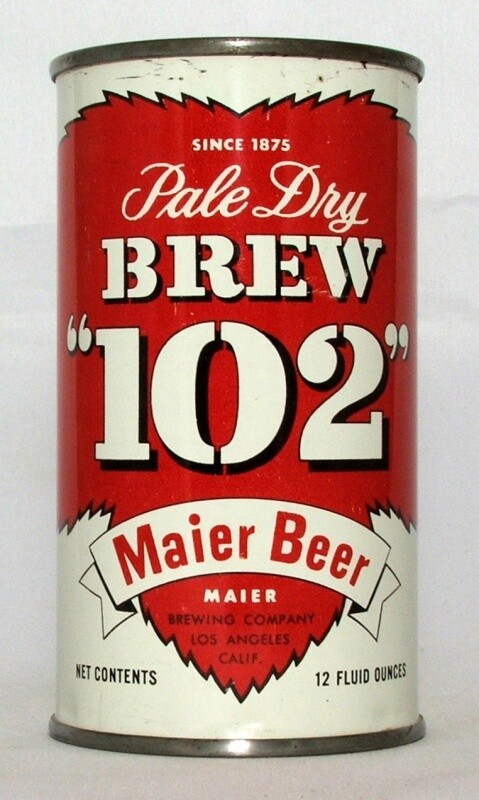 SINCE 1875
Pale Dry
BREW
“102”
Maier Beer
MAIER
BREWING COMPANY
LOS ANGELES
CALIF.
NET CONTENTS
12 FLUID OUNCES